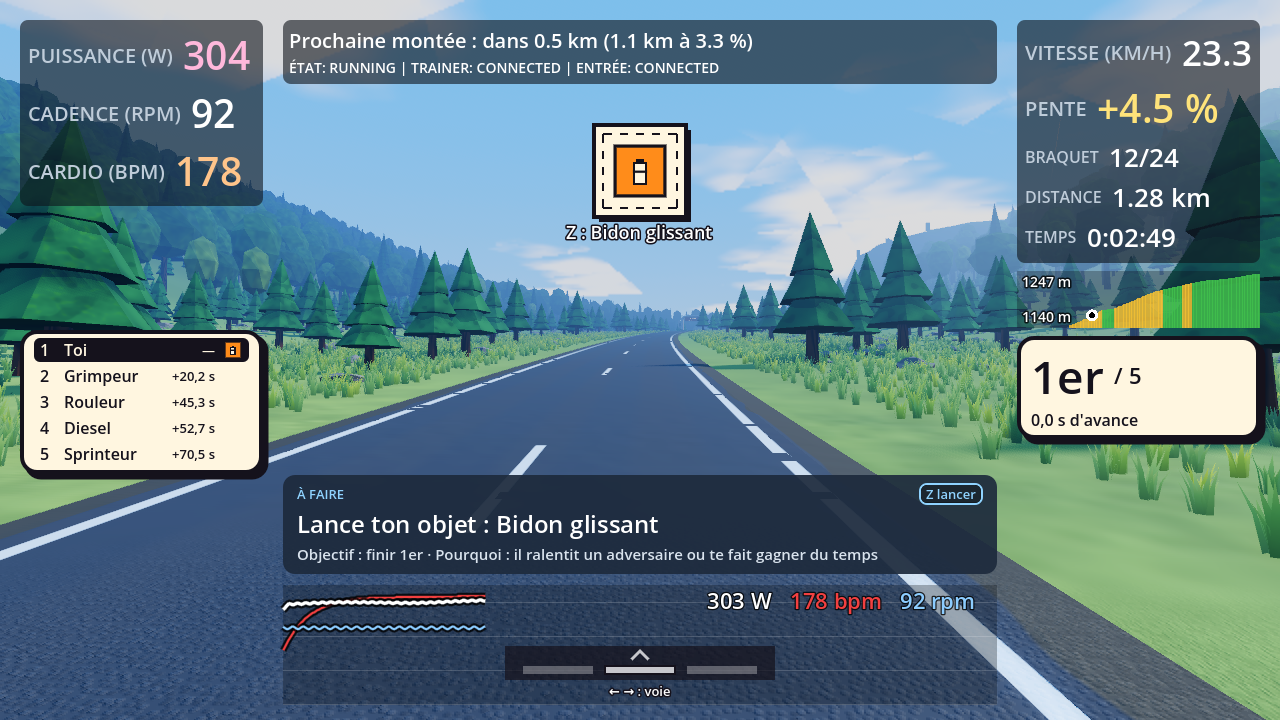 PUISSANCE (W) 304
CADENCE (RPM) 92
CARDIO (BPM) 178
Prochaine montée : dans 0.5 km (1.1 km à 3.3 %)
ÉTAT: RUNNING | TRAINER: CONNECTED | ENTRÉE: CONNECTED
VITESSE (KM/H) 23.3
PENTE +4.5 %
BRAQUET 12/24
DISTANCE 1.28 km
TEMPS 0:02:49
1247 m
1140 m
Z : Bidon glissant
1 Toi —
2 Grimpeur +20,2 s
3 Rouleur +45,3 s
4 Diesel +52,7 s
5 Sprinteur +70,5 s
1er / 5
0,0 s d'avance
À FAIRE
Z lancer
Lance ton objet : Bidon glissant
Objectif : finir 1er · Pourquoi : il ralentit un adversaire ou te fait gagner du temps
303 W 178 bpm 92 rpm
← → : voie